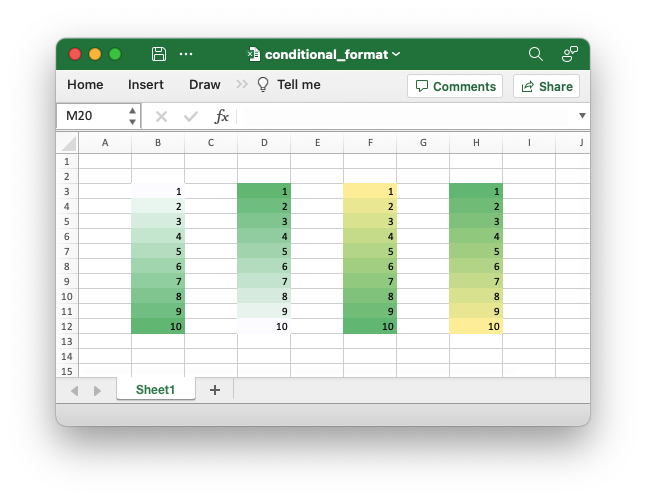 conditional_format
Home Insert Draw Tell me Comments Share
M20 fx
A B C D E F G H I J
1
2
3 1 1 1 1
4 2 2 2 2
5 3 3 3 3
6 4 4 4 4
7 5 5 5 5
8 6 6 6 6
9 7 7 7 7
10 8 8 8 8
11 9 9 9 9
12 10 10 10 10
13
14
15
Sheet1 +